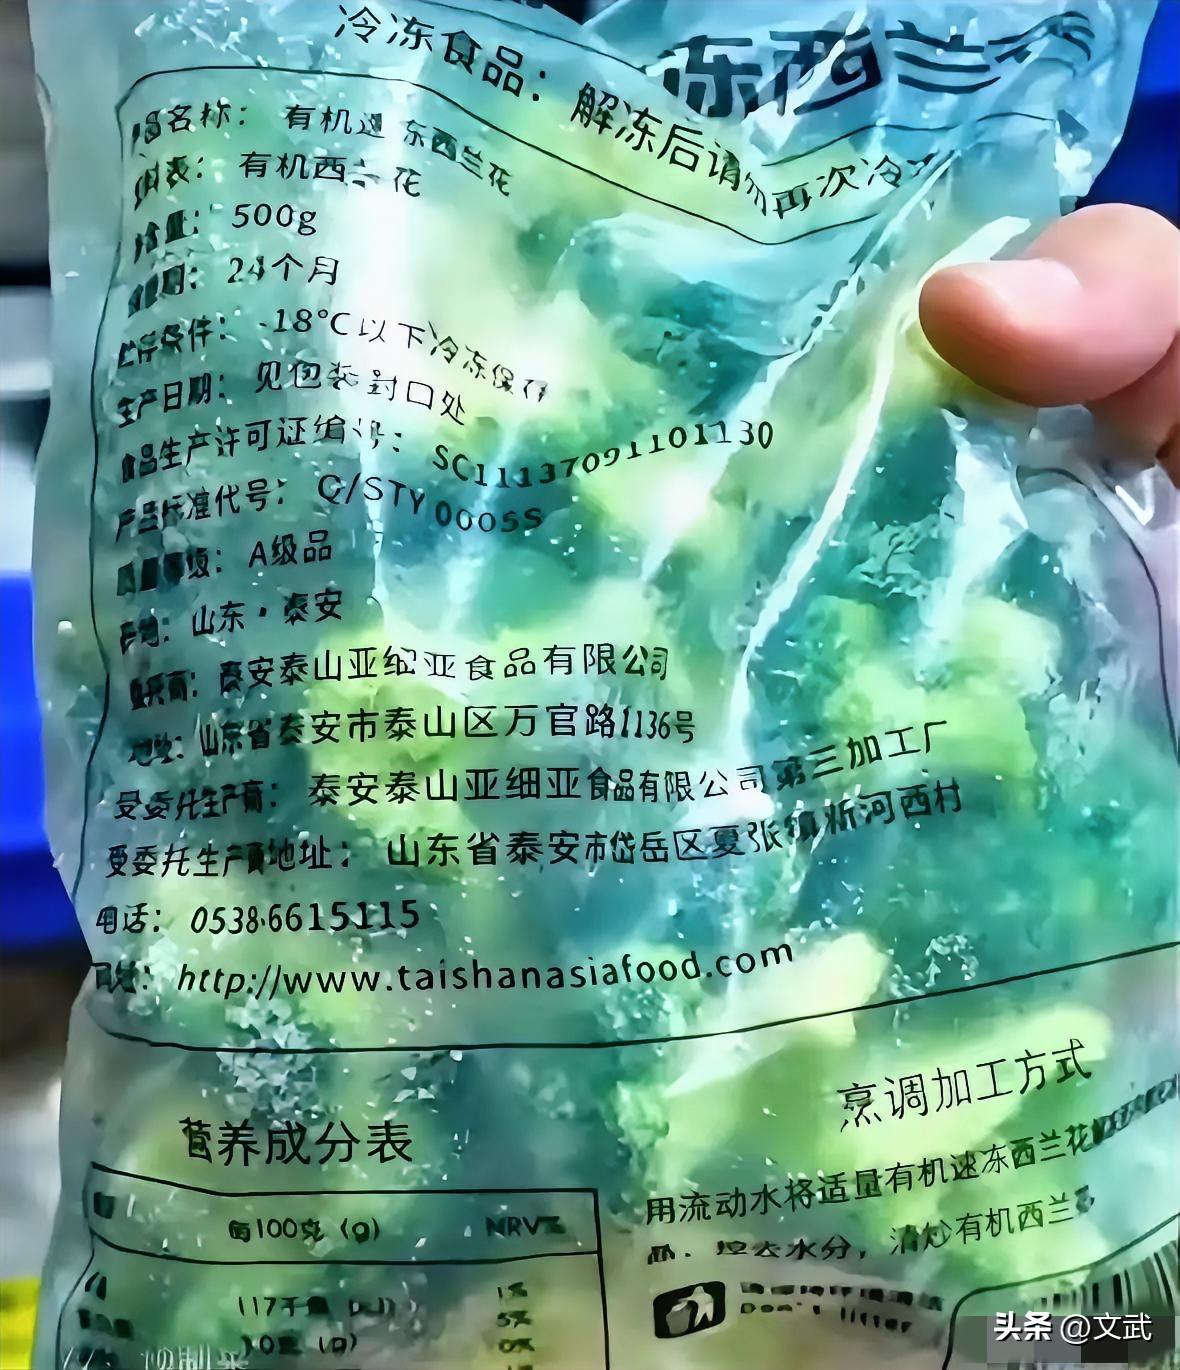 冷冻食品：解冻后请勿再次冷冻
冻西兰花
品名称：有机速冻西兰花
配料表：有机西兰花
净含量：500g
保质期：24个月
贮存条件：-18°C以下冷冻保存
生产日期：见包装封口处
食品生产许可证编号：SC11137091101130
产品标准代号：Q/STY0005S
质量等级：A级品
产地：山东·泰安
委托商：泰安泰山亚细亚食品有限公司
地址：山东省泰安市泰山区万官路1136号
受委托生产商：泰安泰山亚细亚食品有限公司第三加工厂
受委托生产商地址：山东省泰安市岱岳区夏张镇 河西村
电话：0538-6615115
网址：http://www.taishanasiafood.com
营养成分表
每100克（g） NRV%
117千焦（kJ） 1%
5%
0克（g） 0%
烹调加工方式
用流动水将适量有机速冻西兰花
水分，清炒有机西兰花
Don't litter
头条 @文武